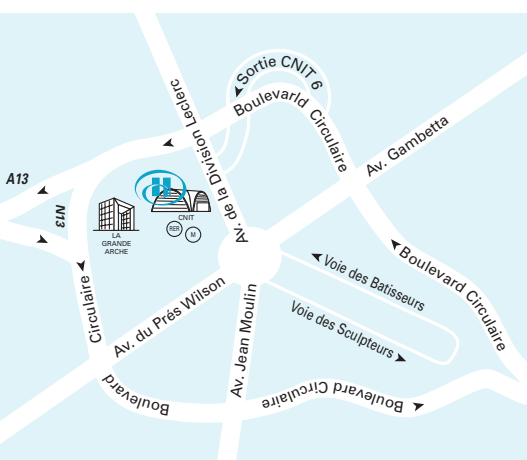 Sortie CNIT 6
Boulevarld Circulaire
Av. de la Division Leclerc
Av. Gambetta
A13
N13
H
CNIT
LA
GRANDE
ARCHE
RER
M
Voie des Batisseurs
Boulevard Circulaire
Voie des Sculpteurs
Circulaire
Av. du Prés Wilson
Av. Jean Moulin
Boulevard
Boulevard Circulaire